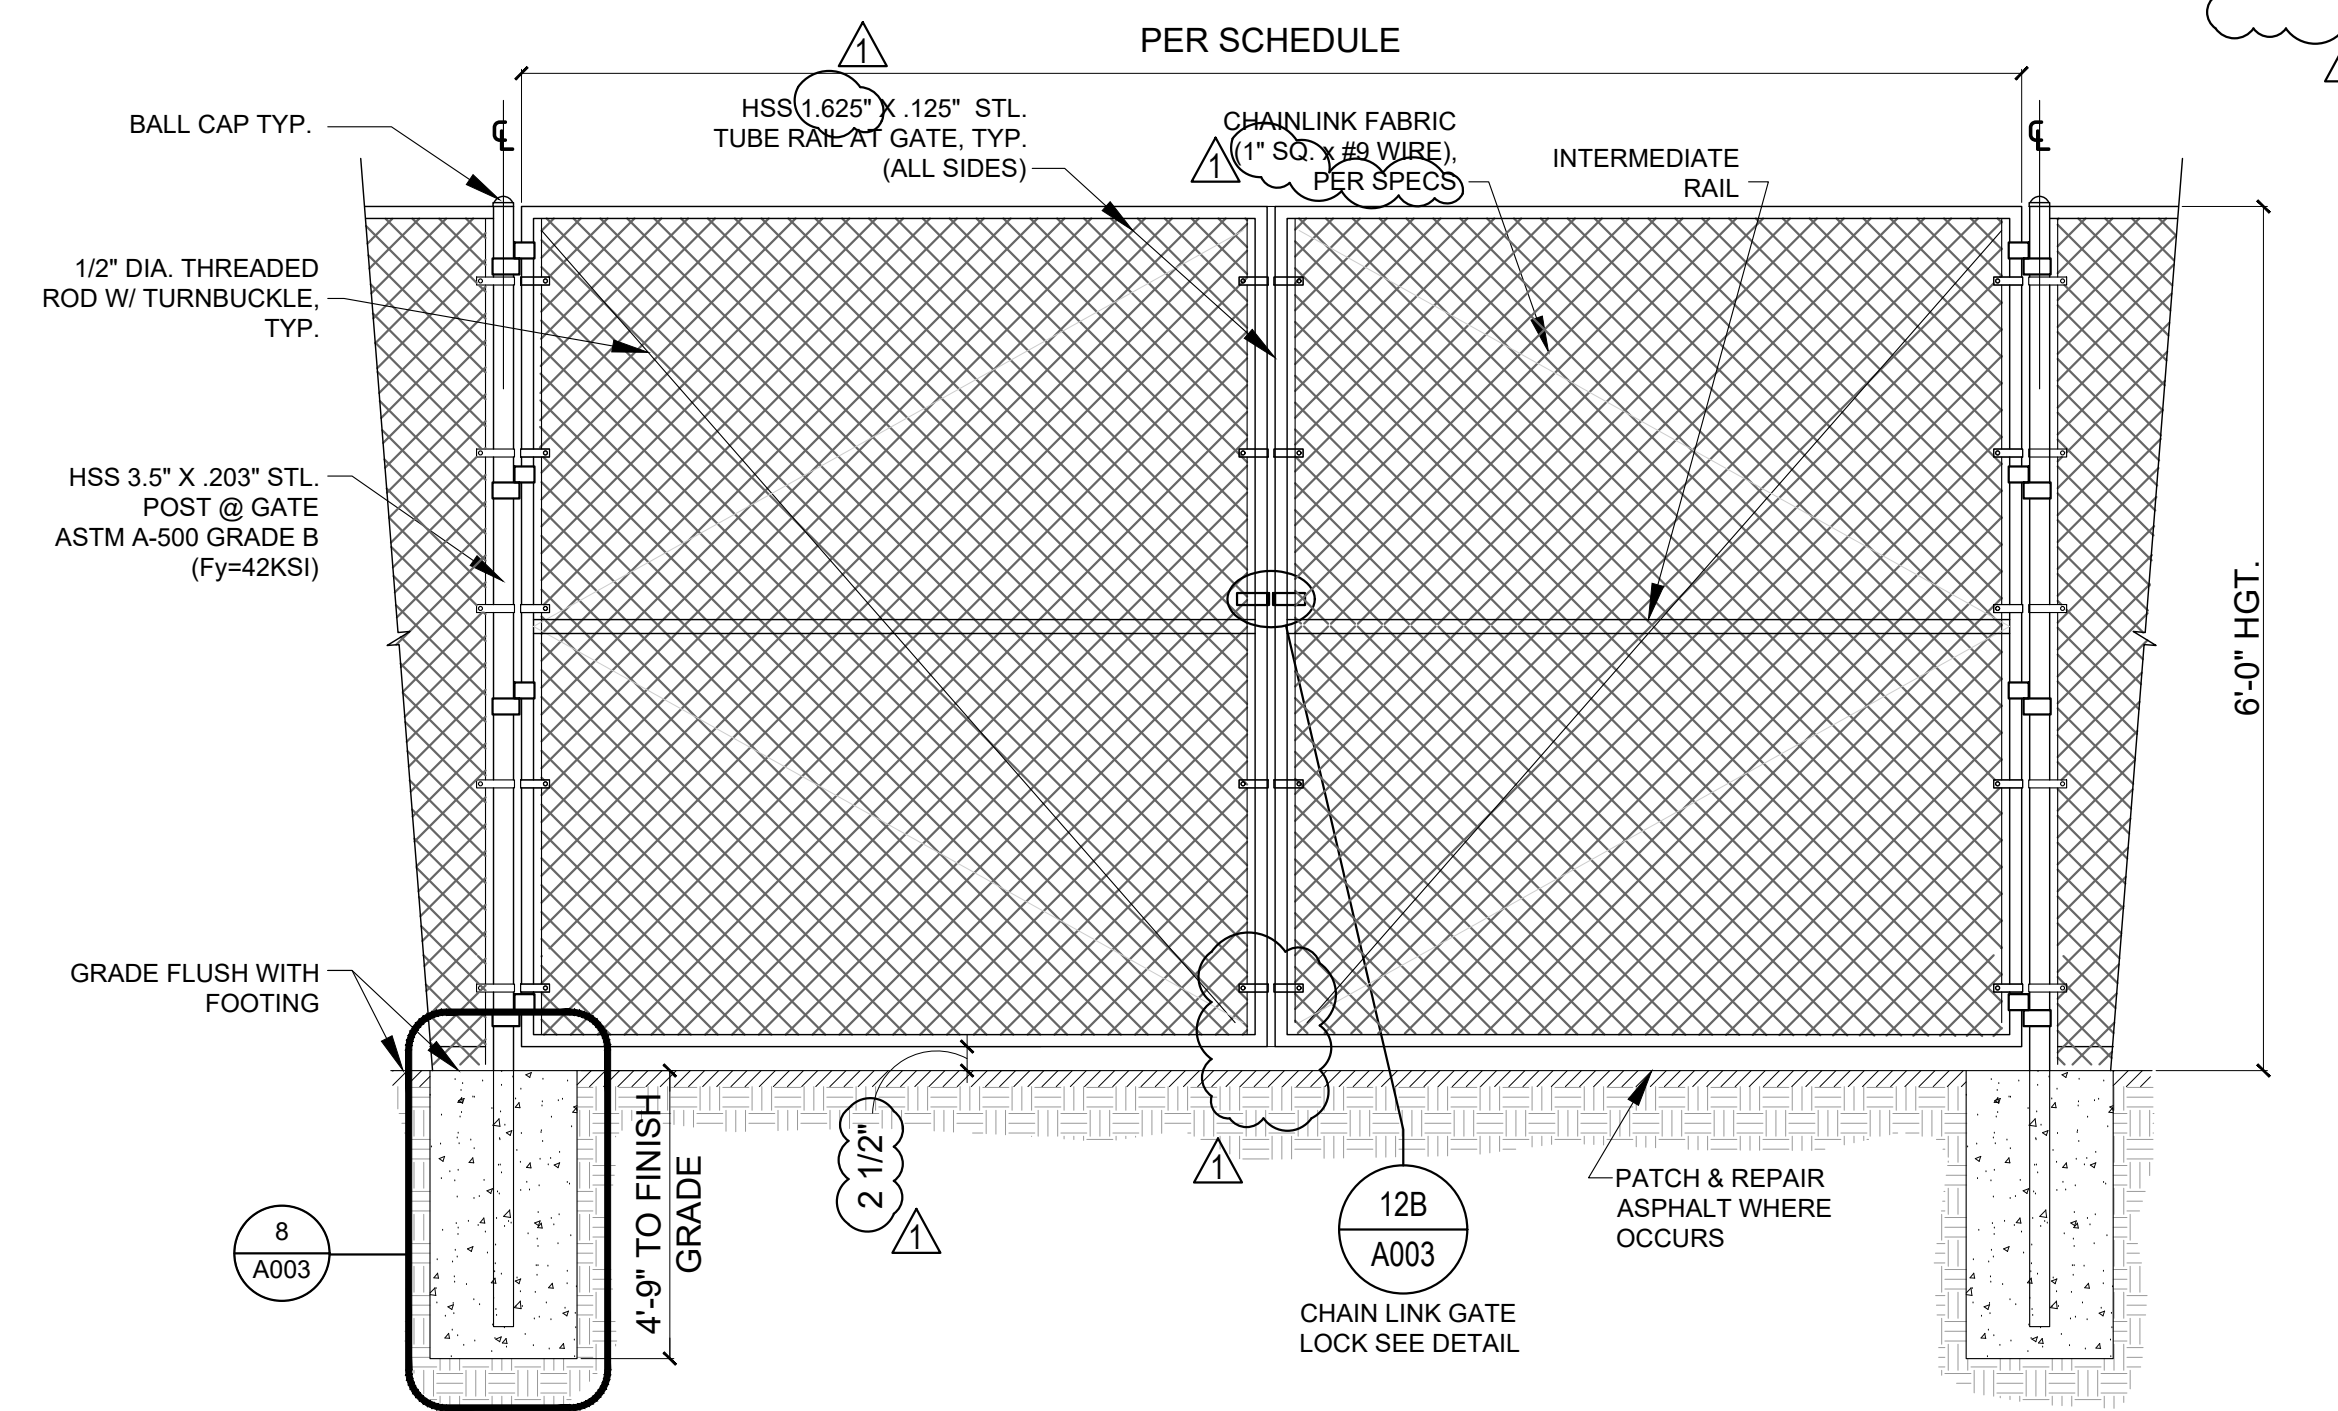 PER SCHEDULE
1
HSS 1.625" X .125" STL.
TUBE RAIL AT GATE, TYP.
(ALL SIDES)
BALL CAP TYP.
CHAINLINK FABRIC
(1" SQ. x #9 WIRE),
PER SPECS
1
INTERMEDIATE
RAIL
1/2" DIA. THREADED
ROD W/ TURNBUCKLE,
TYP.
HSS 3.5" X .203" STL.
POST @ GATE
ASTM A-500 GRADE B
(Fy=42KSI)
6'-0" HGT.
GRADE FLUSH WITH
FOOTING
4'-9" TO FINISH
GRADE
2 1/2"
1
1
8
A003
12B
A003
CHAIN LINK GATE
LOCK SEE DETAIL
PATCH & REPAIR
ASPHALT WHERE
OCCURS